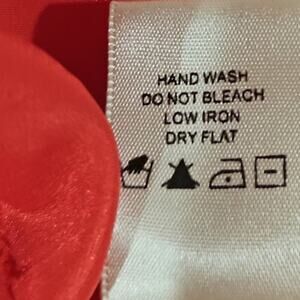 HAND WASH
DO NOT BLEACH
LOW IRON
DRY FLAT